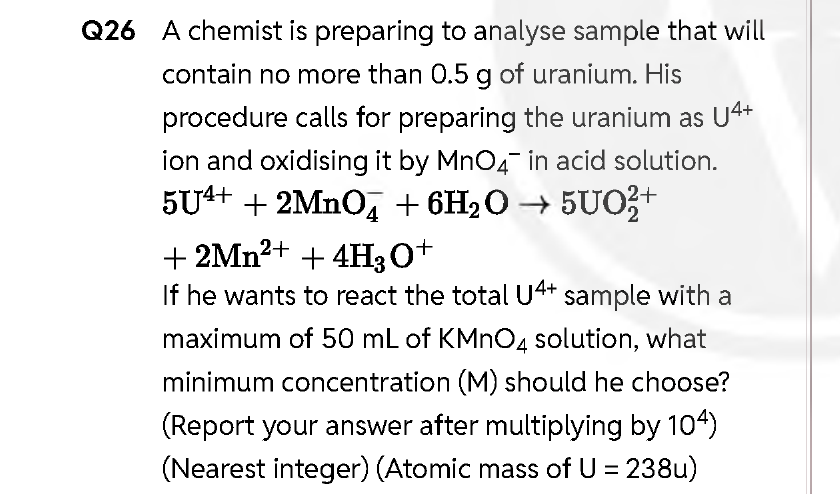 Q26 A chemist is preparing to analyse sample that will
contain no more than 0.5 g of uranium. His
procedure calls for preparing the uranium as U⁴⁺
ion and oxidising it by MnO₄⁻ in acid solution.
5U⁴⁺ + 2MnO₄⁻ + 6H₂O → 5UO₂²⁺
+ 2Mn²⁺ + 4H₃O⁺
If he wants to react the total U⁴⁺ sample with a
maximum of 50 mL of KMnO₄ solution, what
minimum concentration (M) should he choose?
(Report your answer after multiplying by 10⁴)
(Nearest integer) (Atomic mass of U = 238u)